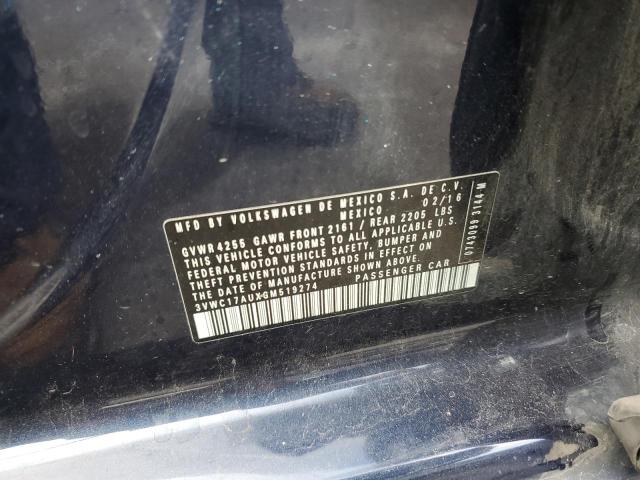 MFD BY VOLKSWAGEN DE MEXICO S.A. DE C.V.
MEXICO 02/16
GVWR 4255 GAWR FRONT 2161 / REAR 2205 LBS
THIS VEHICLE CONFORMS TO ALL APPLICABLE U.S.
FEDERAL MOTOR VEHICLE SAFETY, BUMPER AND
THEFT PREVENTION STANDARDS IN EFFECT ON
THE DATE OF MANUFACTURE SHOWN ABOVE.
3VWC17AUXGM519274 PASSENGER CAR
0743099 3Y44 M